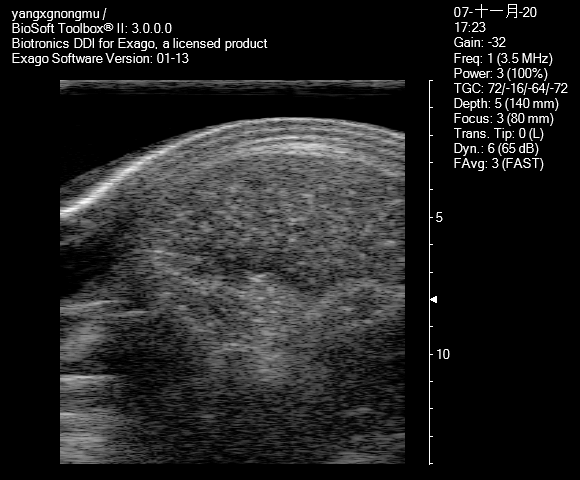 yangxgnongmu /
BioSoft Toolbox® II: 3.0.0.0
Biotronics DDI for Exago, a licensed product
Exago Software Version: 01-13
07-十一月-20
17:23
Gain: -32
Freq: 1 (3.5 MHz)
Power: 3 (100%)
TGC: 72/-16/-64/-72
Depth: 5 (140 mm)
Focus: 3 (80 mm)
Trans. Tip: 0 (L)
Dyn.: 6 (65 dB)
FAvg: 3 (FAST)
5
10